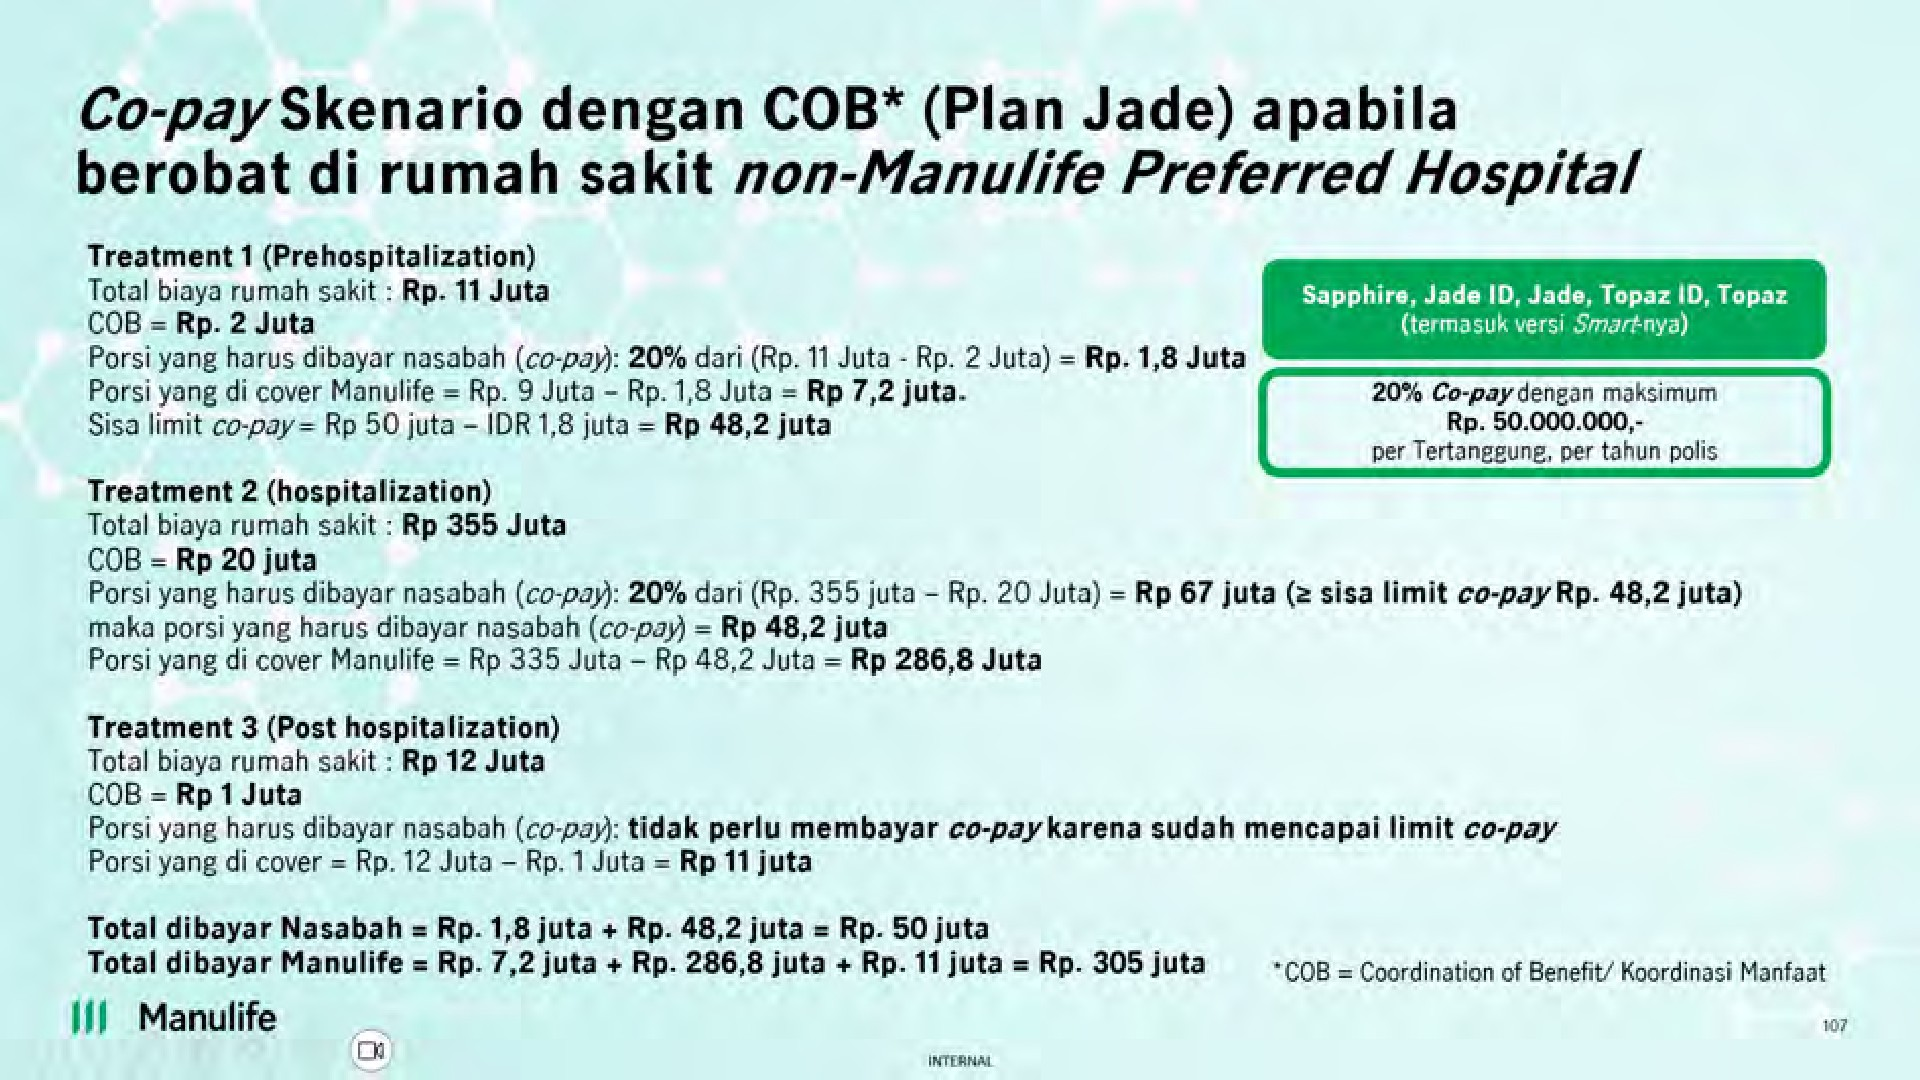 Co-pay Skenario dengan COB* (Plan Jade) apabila
berobat di rumah sakit non-Manulife Preferred Hospital
Treatment 1 (Prehospitalization)
Total biaya rumah sakit : Rp. 11 Juta
COB = Rp. 2 Juta
Porsi yang harus dibayar nasabah (co-pay): 20% dari (Rp. 11 Juta - Rp. 2 Juta) = Rp. 1,8 Juta
Porsi yang di cover Manulife = Rp. 9 Juta – Rp. 1,8 Juta = Rp 7,2 juta.
Sisa limit co-pay = Rp 50 juta – IDR 1,8 juta = Rp 48,2 juta
Sapphire, Jade ID, Jade, Topaz ID, Topaz
(termasuk versi Smart-nya)
20% Co-pay dengan maksimum
Rp. 50.000.000,-
per Tertanggung, per tahun polis
Treatment 2 (hospitalization)
Total biaya rumah sakit : Rp 355 Juta
COB = Rp 20 juta
Porsi yang harus dibayar nasabah (co-pay): 20% dari (Rp. 355 juta – Rp. 20 Juta) = Rp 67 juta (≥ sisa limit co-pay Rp. 48,2 juta)
maka porsi yang harus dibayar nasabah (co-pay) = Rp 48,2 juta
Porsi yang di cover Manulife = Rp 335 Juta – Rp 48,2 Juta = Rp 286,8 Juta
Treatment 3 (Post hospitalization)
Total biaya rumah sakit : Rp 12 Juta
COB = Rp 1 Juta
Porsi yang harus dibayar nasabah (co-pay): tidak perlu membayar co-pay karena sudah mencapai limit co-pay
Porsi yang di cover = Rp. 12 Juta – Rp. 1 Juta = Rp 11 juta
Total dibayar Nasabah = Rp. 1,8 juta + Rp. 48,2 juta = Rp. 50 juta
Total dibayar Manulife = Rp. 7,2 juta + Rp. 286,8 juta + Rp. 11 juta = Rp. 305 juta
*COB = Coordination of Benefit/ Koordinasi Manfaat
Manulife
107
INTERNAL